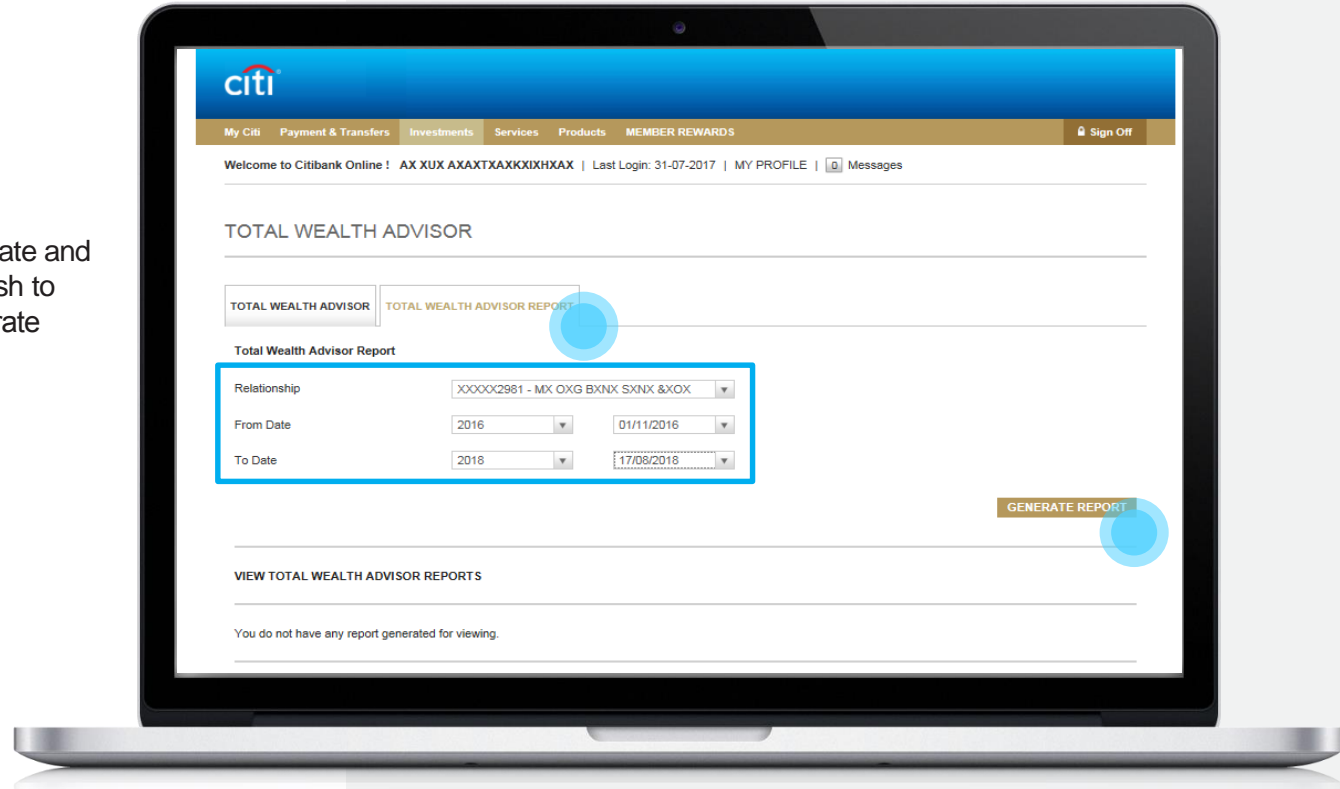 citi
My Citi Payment & Transfers Investments Services Products MEMBER REWARDS Sign Off
Welcome to Citibank Online ! AX XUX AXAXTXAXKXIXHXAX | Last Login: 31-07-2017 | MY PROFILE | 0 Messages
TOTAL WEALTH ADVISOR
ate and
sh to
rate
TOTAL WEALTH ADVISOR TOTAL WEALTH ADVISOR REPORT
Total Wealth Advisor Report
Relationship XXXXX2981 - MX OXG BXNX SXNX &XOX
From Date 2016 01/11/2016
To Date 2018 17/08/2018
GENERATE REPORT
VIEW TOTAL WEALTH ADVISOR REPORTS
You do not have any report generated for viewing.